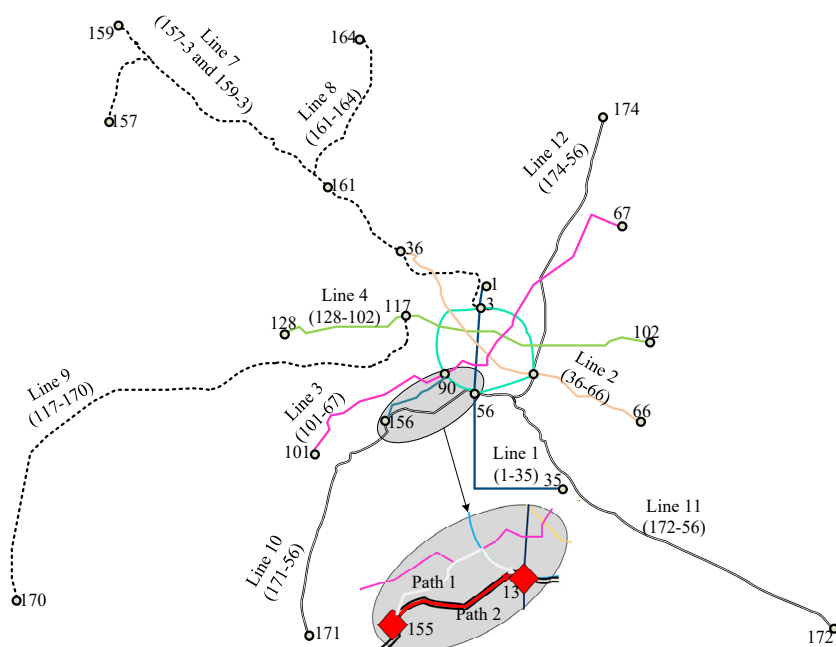 159
Line 7
(157-3 and 159-3)
164
157
Line 8
(161-164)
161
174
Line 12
(174-56)
67
36
1
3
Line 4
(128-102)
117
128
102
Line 9
(117-170)
Line 3
(101-67)
90
156
56
Line 2
(36-66)
66
101
Line 1
(1-35)
35
Line 11
(172-56)
Line 10
(171-56)
Path 1
13
Path 2
155
170
171
172